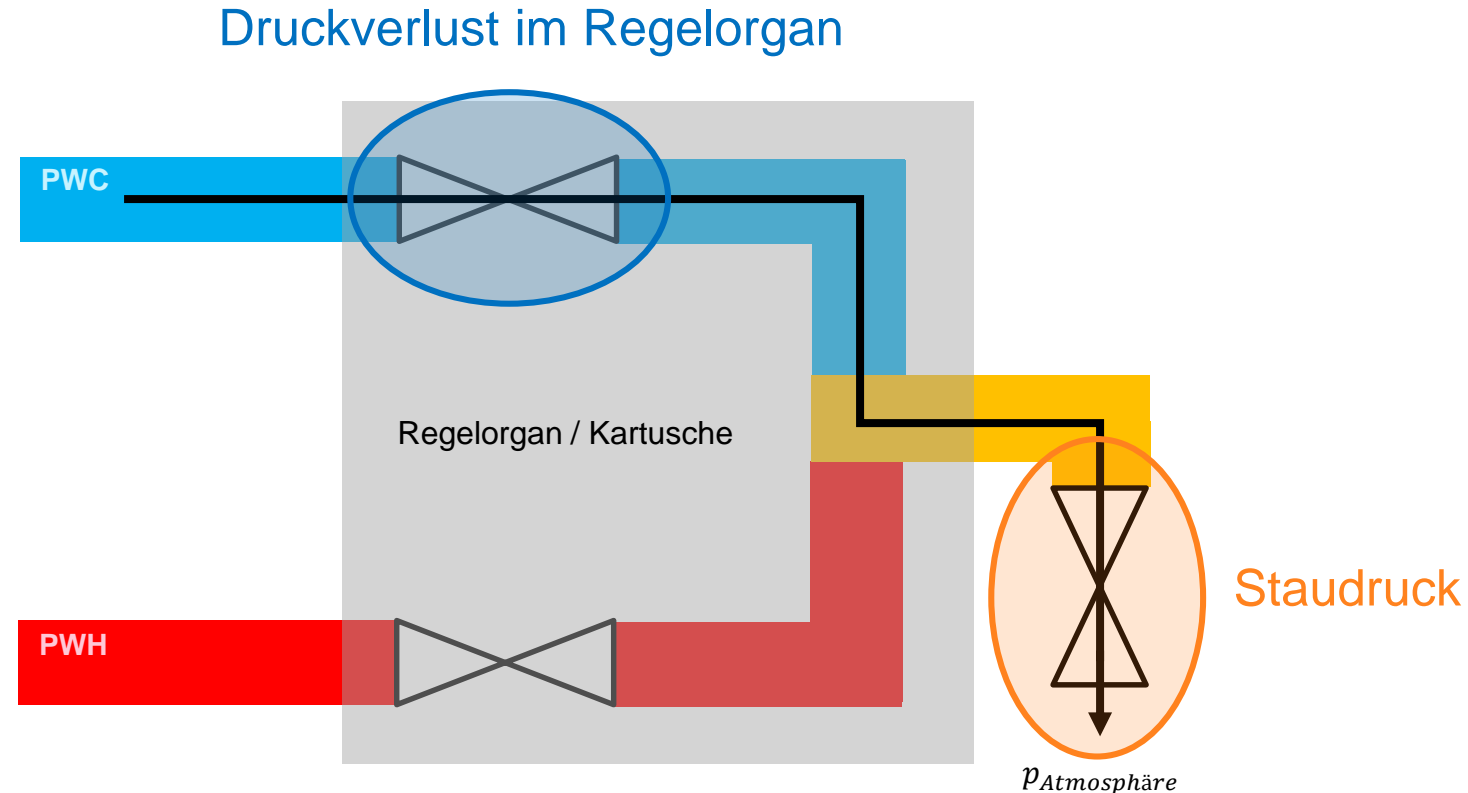 Druckverlust im Regelorgan
PWC
Regelorgan / Kartusche
Staudruck
PWH
p_Atmosphäre